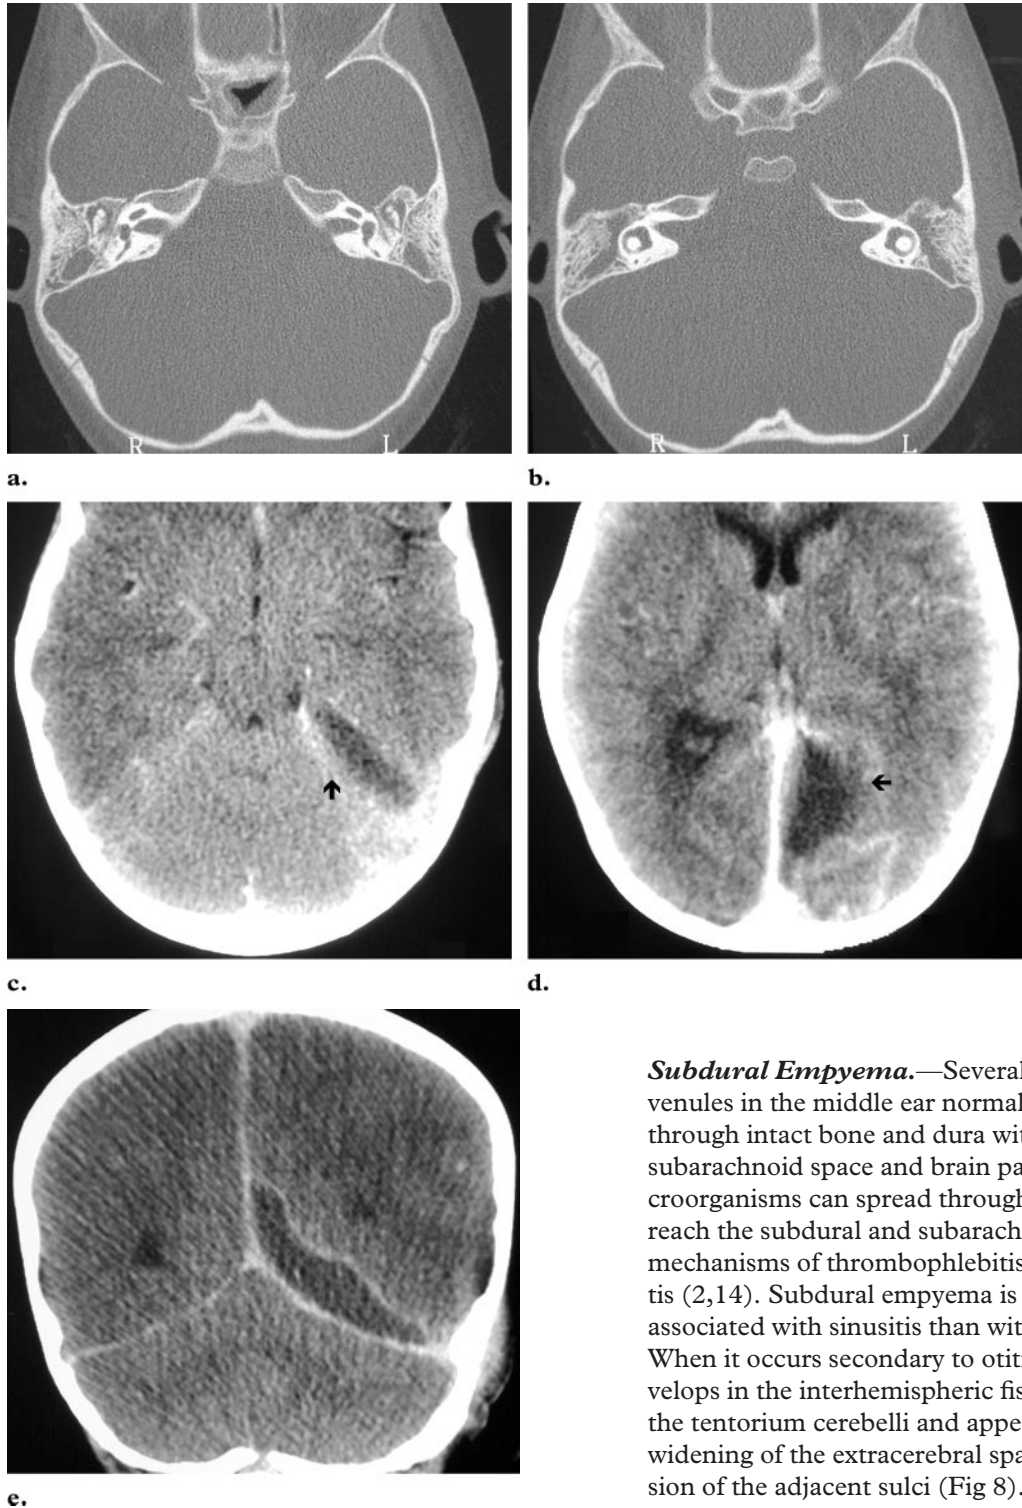 R
L
a.
R
L
b.
c.
d.
e.
Subdural Empyema.—Several
venules in the middle ear normal
through intact bone and dura wit
subarachnoid space and brain pa
croorganisms can spread through
reach the subdural and subarach
mechanisms of thrombophlebitis
tis (2,14). Subdural empyema is
associated with sinusitis than wit
When it occurs secondary to otiti
velops in the interhemispheric fis
the tentorium cerebelli and appe
widening of the extracerebral spa
sion of the adjacent sulci (Fig 8).